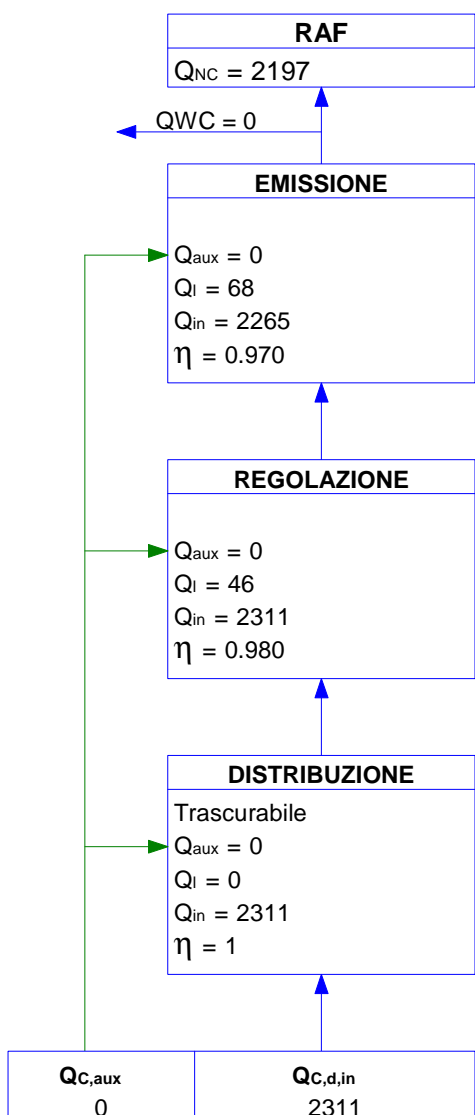 RAF
QNC = 2197
QWC = 0
EMISSIONE
Qaux = 0
Ql = 68
Qin = 2265
η = 0.970
REGOLAZIONE
Qaux = 0
Ql = 46
Qin = 2311
η = 0.980
DISTRIBUZIONE
Trascurabile
Qaux = 0
Ql = 0
Qin = 2311
η = 1
QC,aux QC,d,in
0 2311